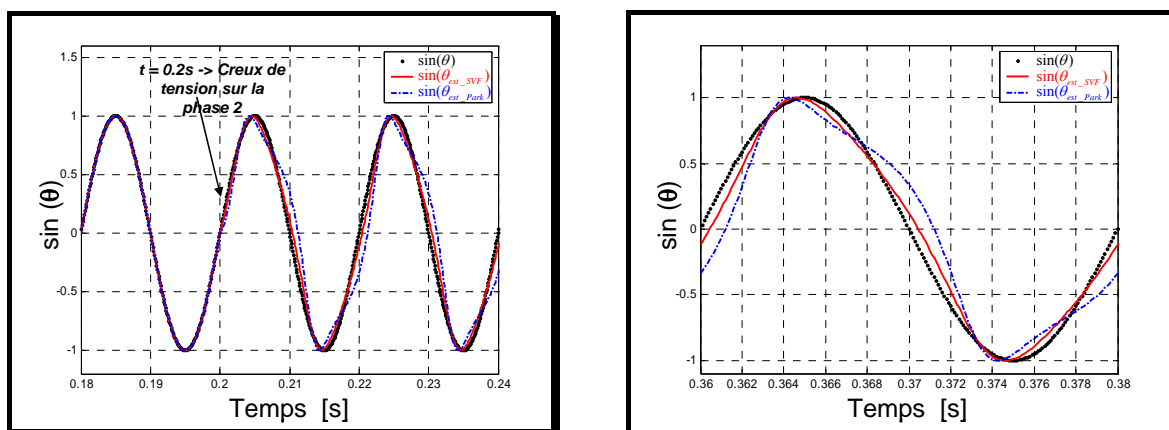 1.5
1
0.5
0
-0.5
-1
sin (θ)
t = 0.2s -> Creux de
tension sur la
phase 2
sin(θ)
sin(θest_SVF)
sin(θest_Park)
0.18 0.19 0.2 0.21 0.22 0.23 0.24
Temps [s]
1
0.5
0
-0.5
-1
sin (θ)
sin(θ)
sin(θest_SVF)
sin(θest_Park)
0.36 0.362 0.364 0.366 0.368 0.37 0.372 0.374 0.376 0.378 0.38
Temps [s]